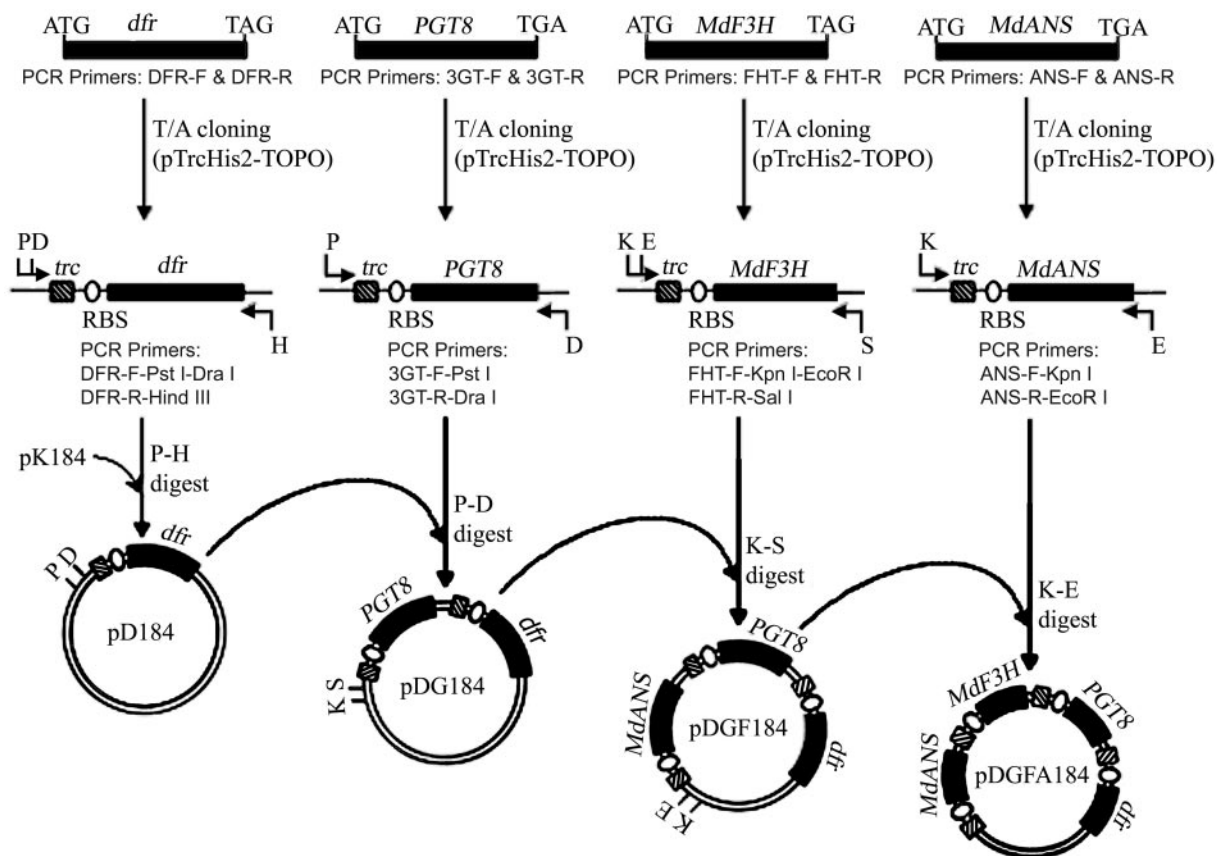 ATG dfr TAG
PCR Primers: DFR-F & DFR-R
T/A cloning
(pTrcHis2-TOPO)
PD
trc
dfr
RBS
H
PCR Primers:
DFR-F-Pst I-Dra I
DFR-R-Hind III
pK184
P-H
digest
P D
dfr
pD184
ATG PGT8 TGA
PCR Primers: 3GT-F & 3GT-R
T/A cloning
(pTrcHis2-TOPO)
P
trc
PGT8
RBS
D
PCR Primers:
3GT-F-Pst I
3GT-R-Dra I
P-D
digest
PGT8
dfr
K S
pDG184
ATG MdF3H TAG
PCR Primers: FHT-F & FHT-R
T/A cloning
(pTrcHis2-TOPO)
K E
trc
MdF3H
RBS
S
PCR Primers:
FHT-F-Kpn I-EcoR I
FHT-R-Sal I
K-S
digest
PGT8
MdANS
dfr
K E
pDGF184
ATG MdANS TGA
PCR Primers: ANS-F & ANS-R
T/A cloning
(pTrcHis2-TOPO)
K
trc
MdANS
RBS
E
PCR Primers:
ANS-F-Kpn I
ANS-R-EcoR I
K-E
digest
MdF3H
PGT8
MdANS
dfr
pDGFA184